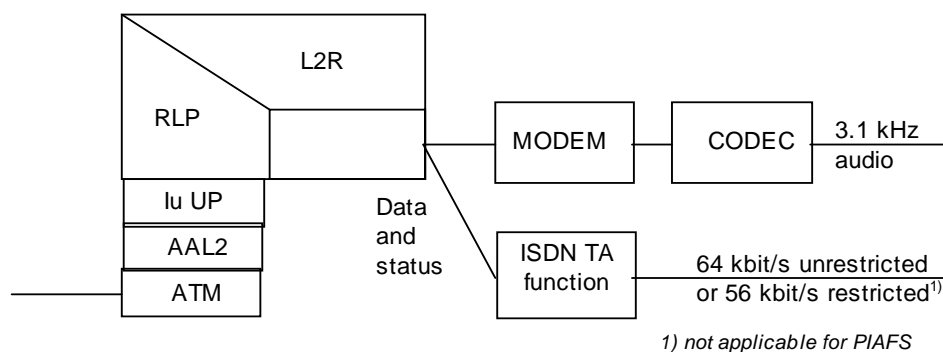 L2R
RLP
MODEM
CODEC
3.1 kHz
audio
Iu UP
AAL2
ATM
Data
and
status
ISDN TA
function
64 kbit/s unrestricted
or 56 kbit/s restricted1)
1) not applicable for PIAFS